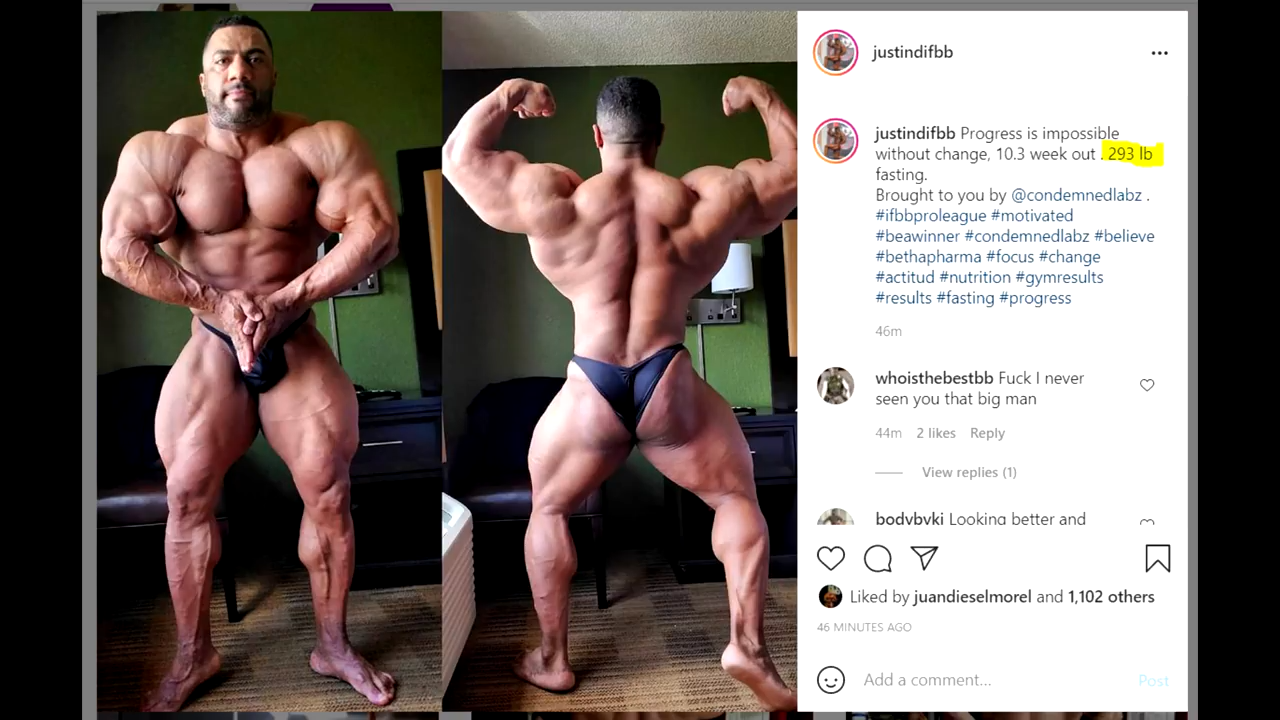 justindifbb
justindifbb Progress is impossible
without change, 10.3 week out . 293 lb
fasting.
Brought to you by @condemnedlabz .
#ifbbproleague #motivated
#beawinner #condemnedlabz #believe
#bethapharma #focus #change
#actitud #nutrition #gymresults
#results #fasting #progress
46m
whoisthebestbb Fuck I never
seen you that big man
44m 2 likes Reply
View replies (1)
bodybyki Looking better and
Liked by juandieselmorel and 1,102 others
46 MINUTES AGO
Add a comment... Post